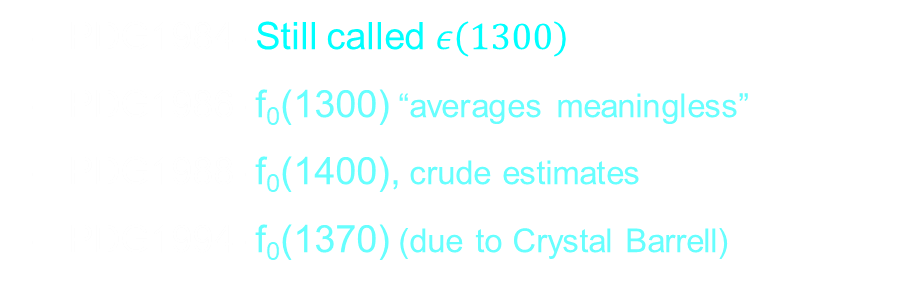 Still called ϵ(1300)
f₀(1300) “averages meaningless”
f₀(1400), crude estimates
f₀(1370) (due to Crystal Barrell)